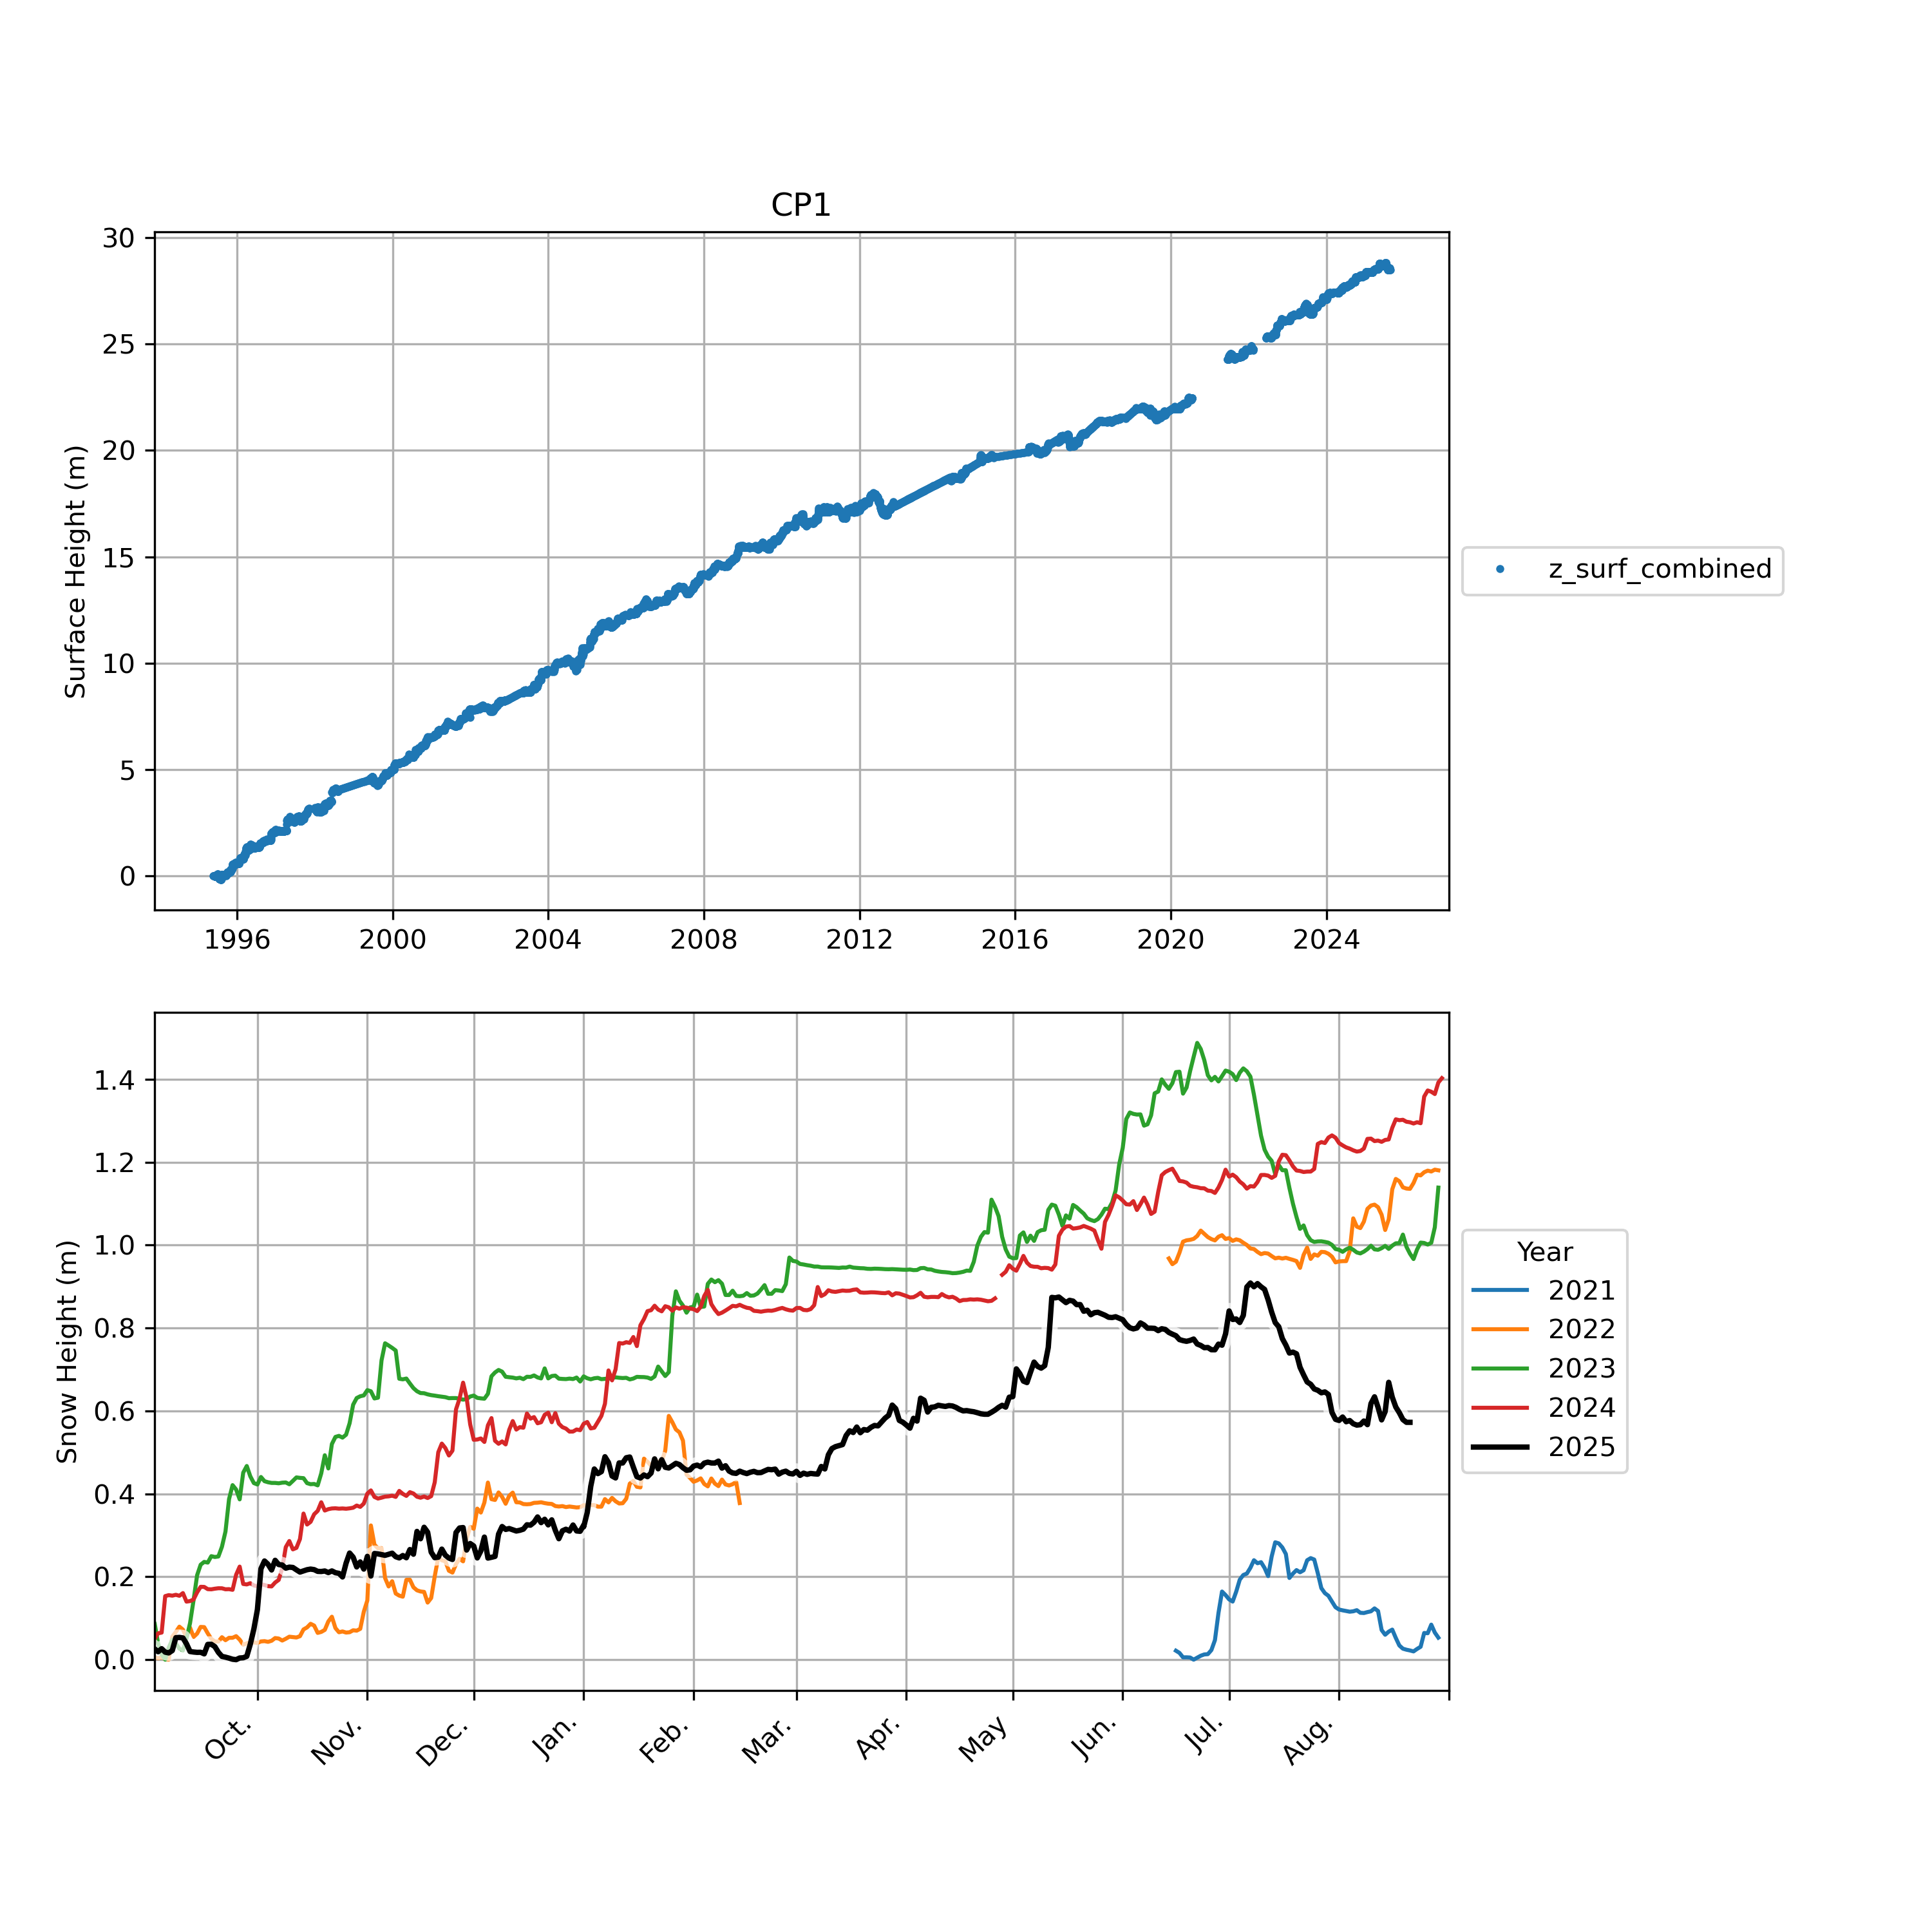 CP1
30
25
20
15
10
5
0
Surface Height (m)
1996 2000 2004 2008 2012 2016 2020 2024
z_surf_combined
1.4
1.2
1.0
0.8
0.6
0.4
0.2
0.0
Snow Height (m)
Oct. Nov. Dec. Jan. Feb. Mar. Apr. May Jun. Jul. Aug.
Year
2021
2022
2023
2024
2025